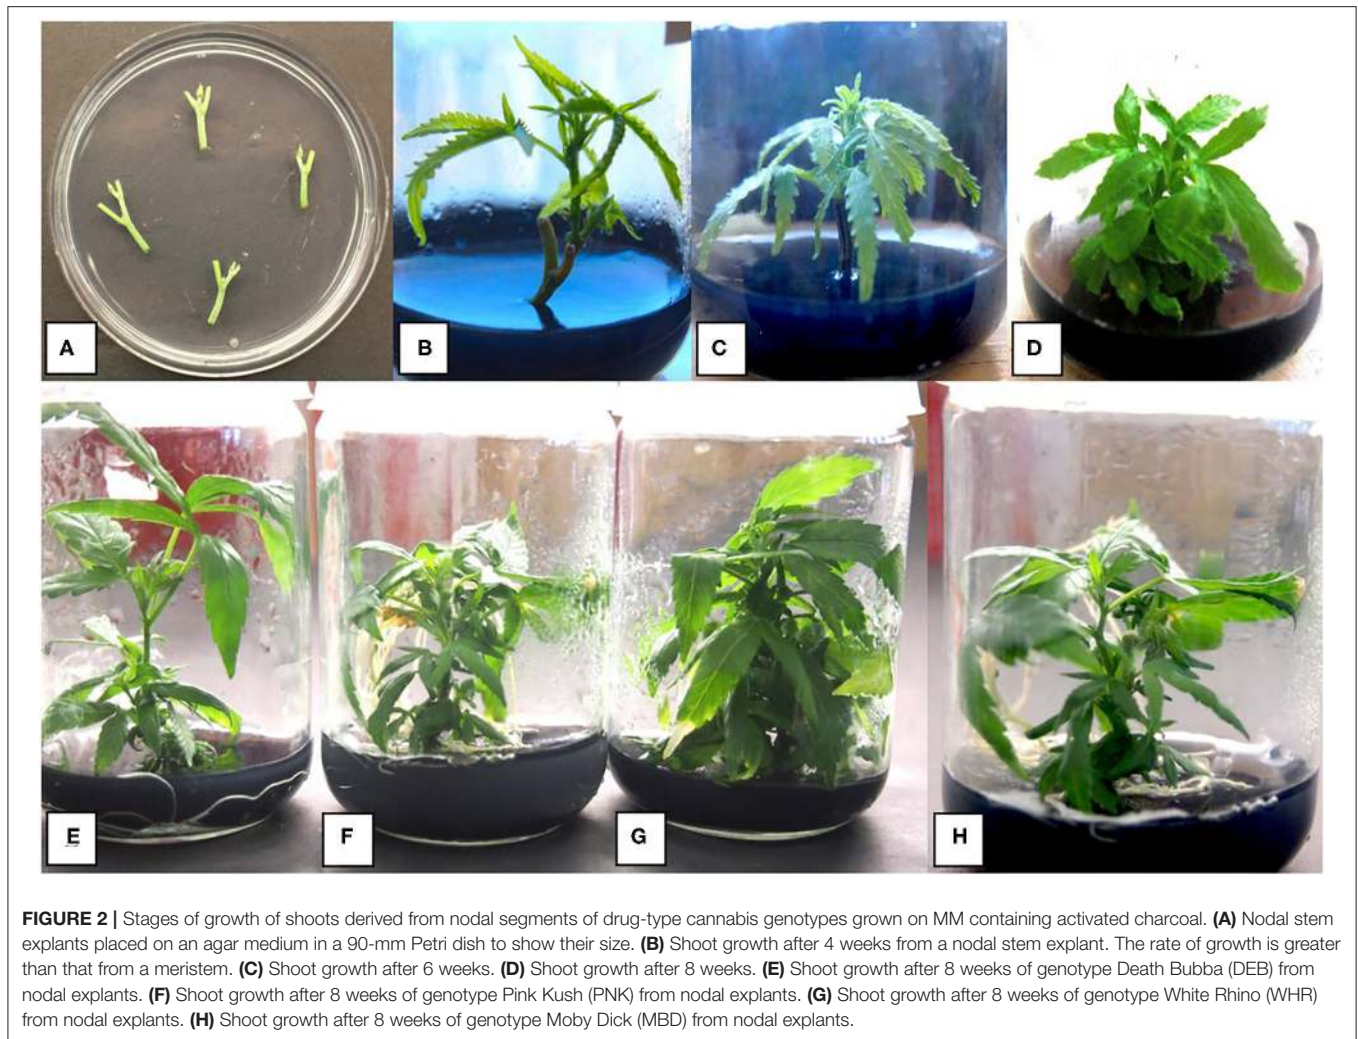 A
B
C
D
E
F
G
H
FIGURE 2 | Stages of growth of shoots derived from nodal segments of drug-type cannabis genotypes grown on MM containing activated charcoal. (A) Nodal stem
explants placed on an agar medium in a 90-mm Petri dish to show their size. (B) Shoot growth after 4 weeks from a nodal stem explant. The rate of growth is greater
than that from a meristem. (C) Shoot growth after 6 weeks. (D) Shoot growth after 8 weeks. (E) Shoot growth after 8 weeks of genotype Death Bubba (DEB) from
nodal explants. (F) Shoot growth after 8 weeks of genotype Pink Kush (PNK) from nodal explants. (G) Shoot growth after 8 weeks of genotype White Rhino (WHR)
from nodal explants. (H) Shoot growth after 8 weeks of genotype Moby Dick (MBD) from nodal explants.